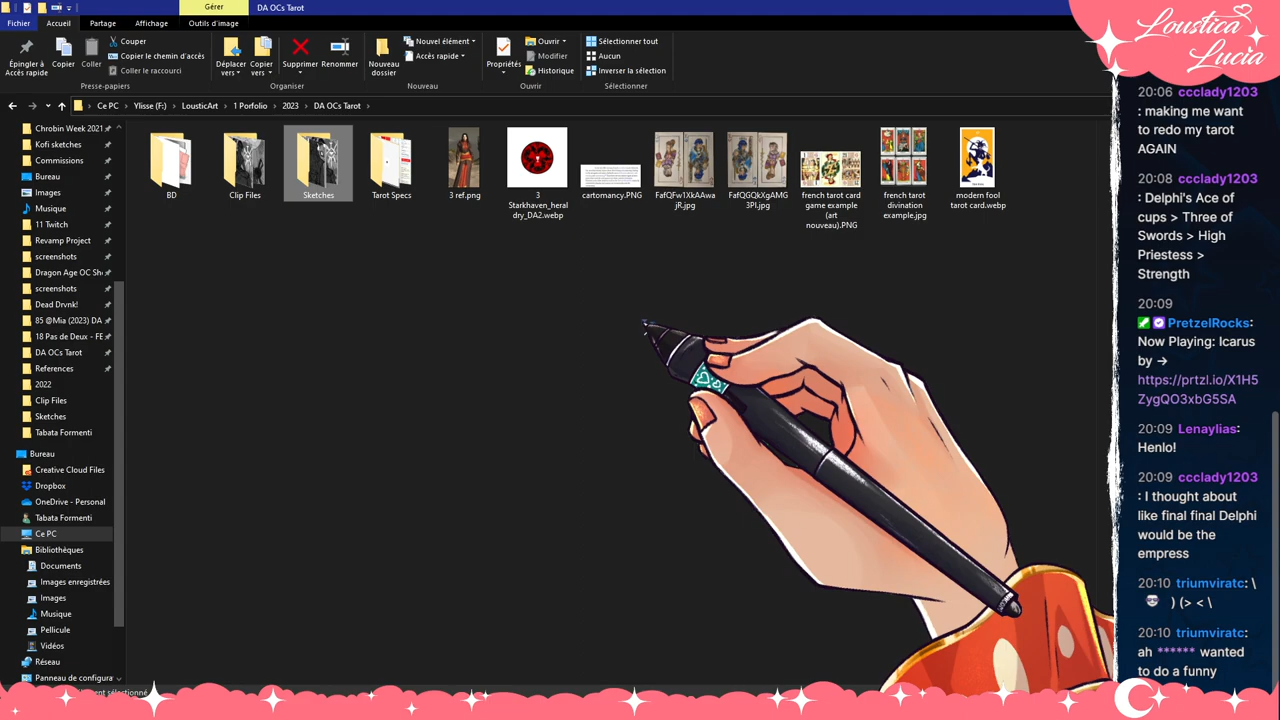 Gérer
DA OCs Tarot
Fichier
Accueil
Partage
Affichage
Outils d'image
Épingler à
Accès rapide
Copier
Coller
Couper
Copier le chemin d'accès
Coller le raccourci
Presse-papiers
Déplacer
vers
Copier
vers
Supprimer
Renommer
Organiser
Nouveau
dossier
Nouvel élément
Accès rapide
Nouveau
Propriétés
Ouvrir
Modifier
Historique
Ouvrir
Sélectionner tout
Aucun
Inverser la sélection
Sélectionner
Ce PC
Ylisse (F:)
LousticArt
1 Porfolio
2023
DA OCs Tarot
Chrobin Week 2021
Kofi sketches
Commissions
Bureau
Images
Musique
11 Twitch
Revamp Project
screenshots
Dragon Age OC Sh
screenshots
Dead Drvnk!
85 @Mia (2023) DA
18 Pas de Deux - FE
DA OCs Tarot
References
2022
Clip Files
Sketches
Tabata Formenti
Bureau
Creative Cloud Files
Dropbox
OneDrive - Personal
Tabata Formenti
Ce PC
Bibliothèques
Documents
Images enregistrées
Images
Musique
Pellicule
Vidéos
Réseau
Panneau de configura
BD
Clip Files
Sketches
Tarot Specs
3 ref.png
3
Starkhaven_heral
dry_DA2.webp
cartomancy.PNG
FafQFw1XkAAwa
jR.jpg
FafQGQkXgAMG
3Pl.jpg
french tarot card
game example
(art
nouveau).PNG
french tarot
divination
example.jpg
modern fool
tarot card.webp
Loustica
Lucia
20:06 ccclady1203
: making me want
to redo my tarot
AGAIN
20:08 ccclady1203
: Delphi's Ace of
cups > Three of
Swords > High
Priestess >
Strength
20:09
PretzelRocks:
Now Playing: Icarus
by →
https://prtzl.io/X1H5
ZygQO3xbG5SA
20:09 Lenaylias:
Henlo!
20:09 ccclady1203
: I thought about
like final final Delphi
would be the
empress
20:10 triumviratc: \
) (> < \
20:10 triumviratc:
ah ****** wanted
to do a funny